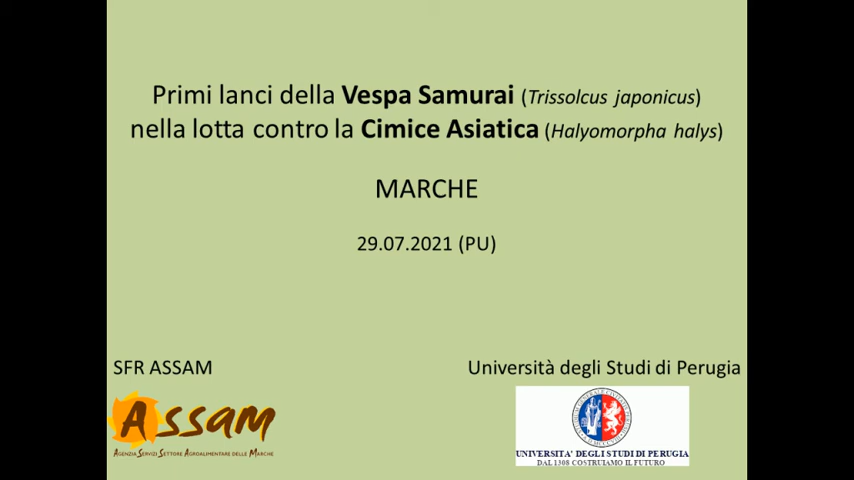 Primi lanci della Vespa Samurai (Trissolcus japonicus)
nella lotta contro la Cimice Asiatica (Halyomorpha halys)
MARCHE
29.07.2021 (PU)
SFR ASSAM
Università degli Studi di Perugia
Assam
Agenzia Servizi Settore Agroalimentare delle Marche
UNIVERSITA' DEGLI STUDI DI PERUGIA
DAL 1308 COSTRUIAMO IL FUTURO